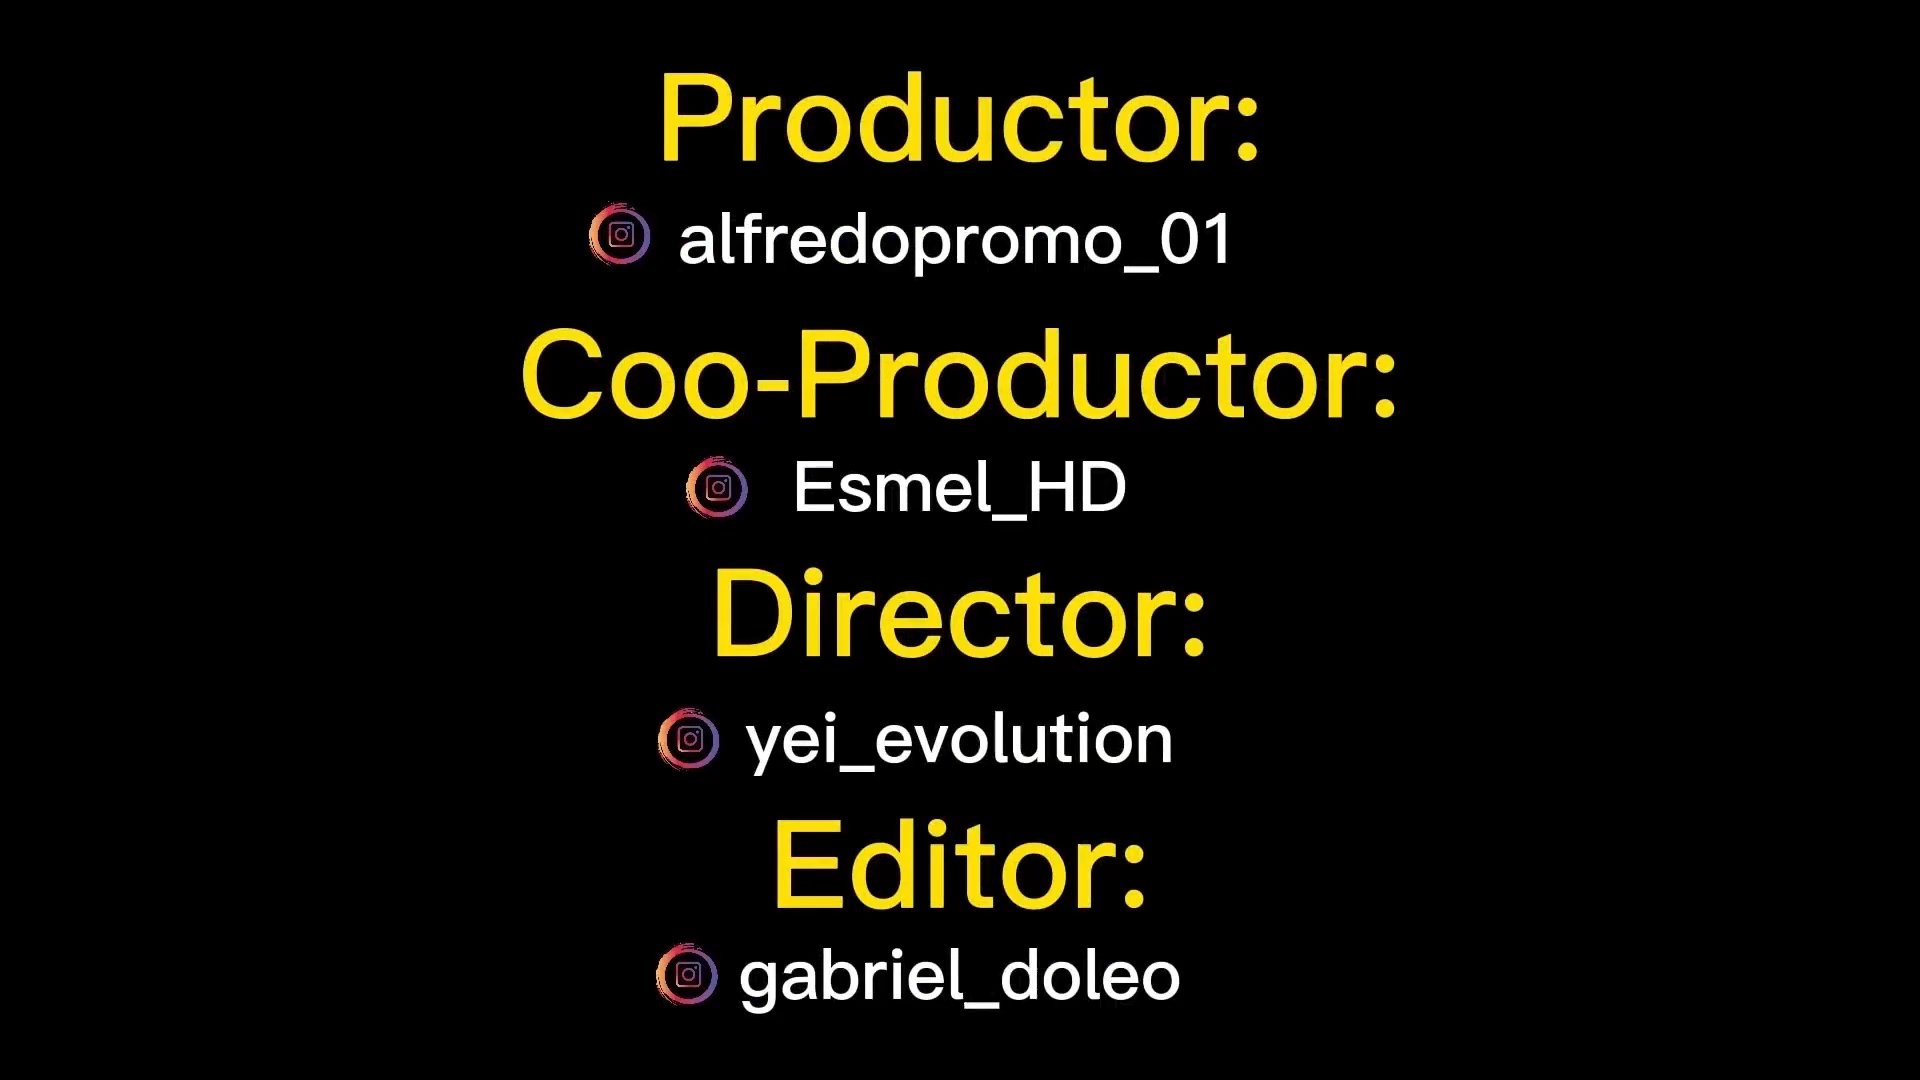 Productor:
alfredopromo_01
Coo-Productor:
Esmel_HD
Director:
yei_evolution
Editor:
gabriel_doleo